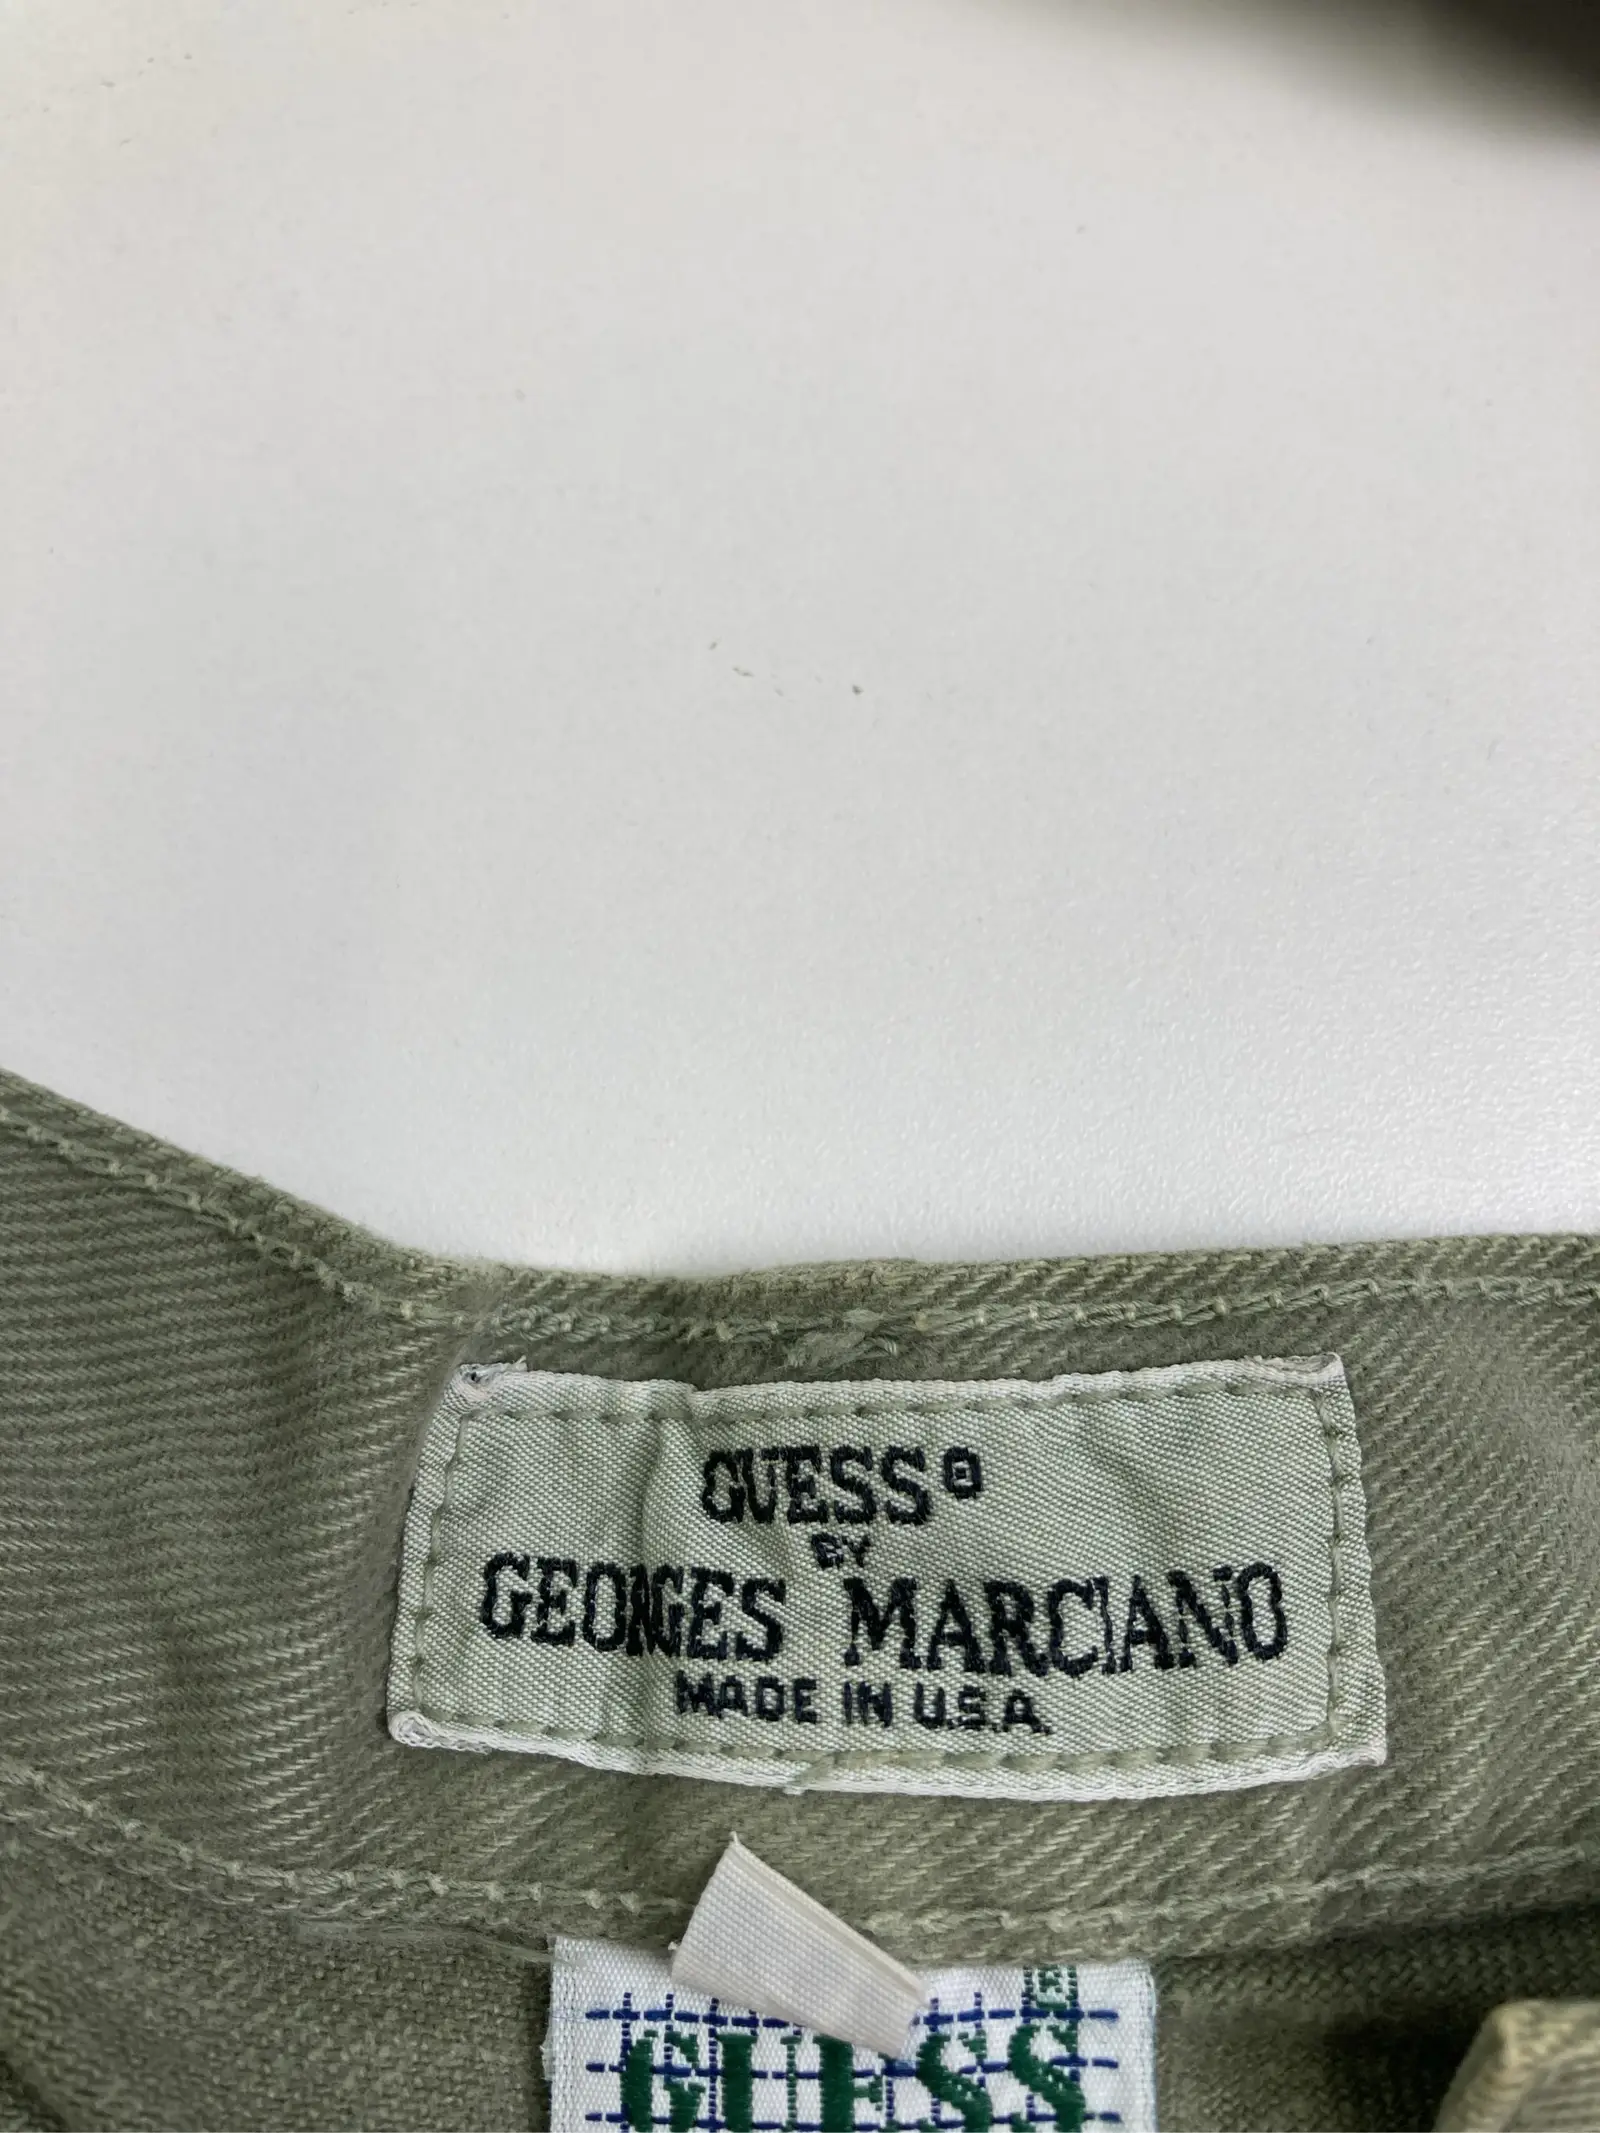 GUESS®
BY
GEORGES MARCIANO
MADE IN U.S.A.
GUESS